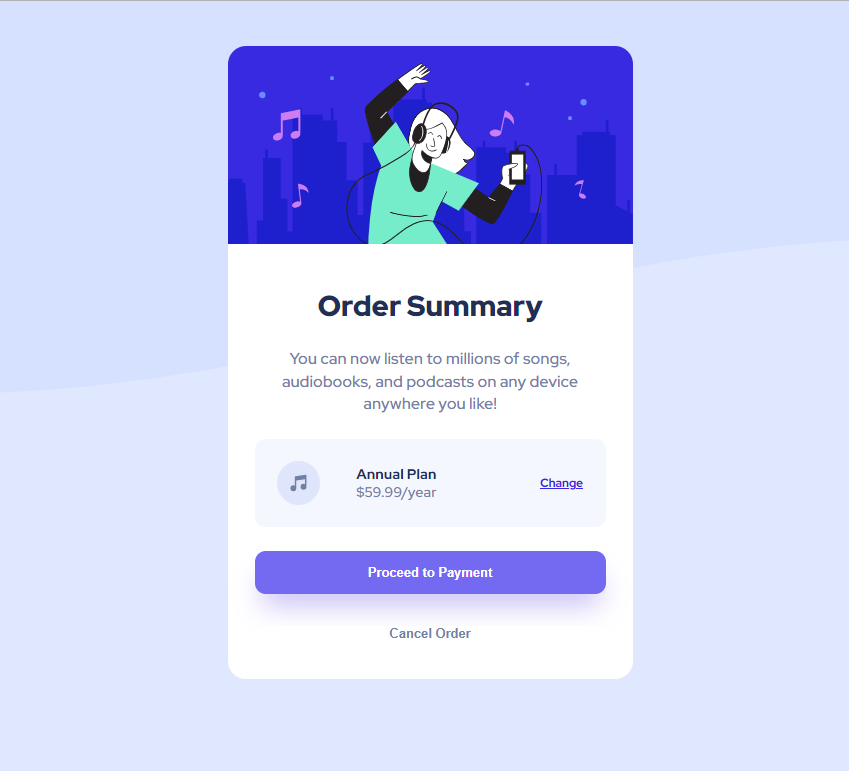 Order Summary
You can now listen to millions of songs,
audiobooks, and podcasts on any device
anywhere you like!
Annual Plan
$59.99/year
Change
Proceed to Payment
Cancel Order